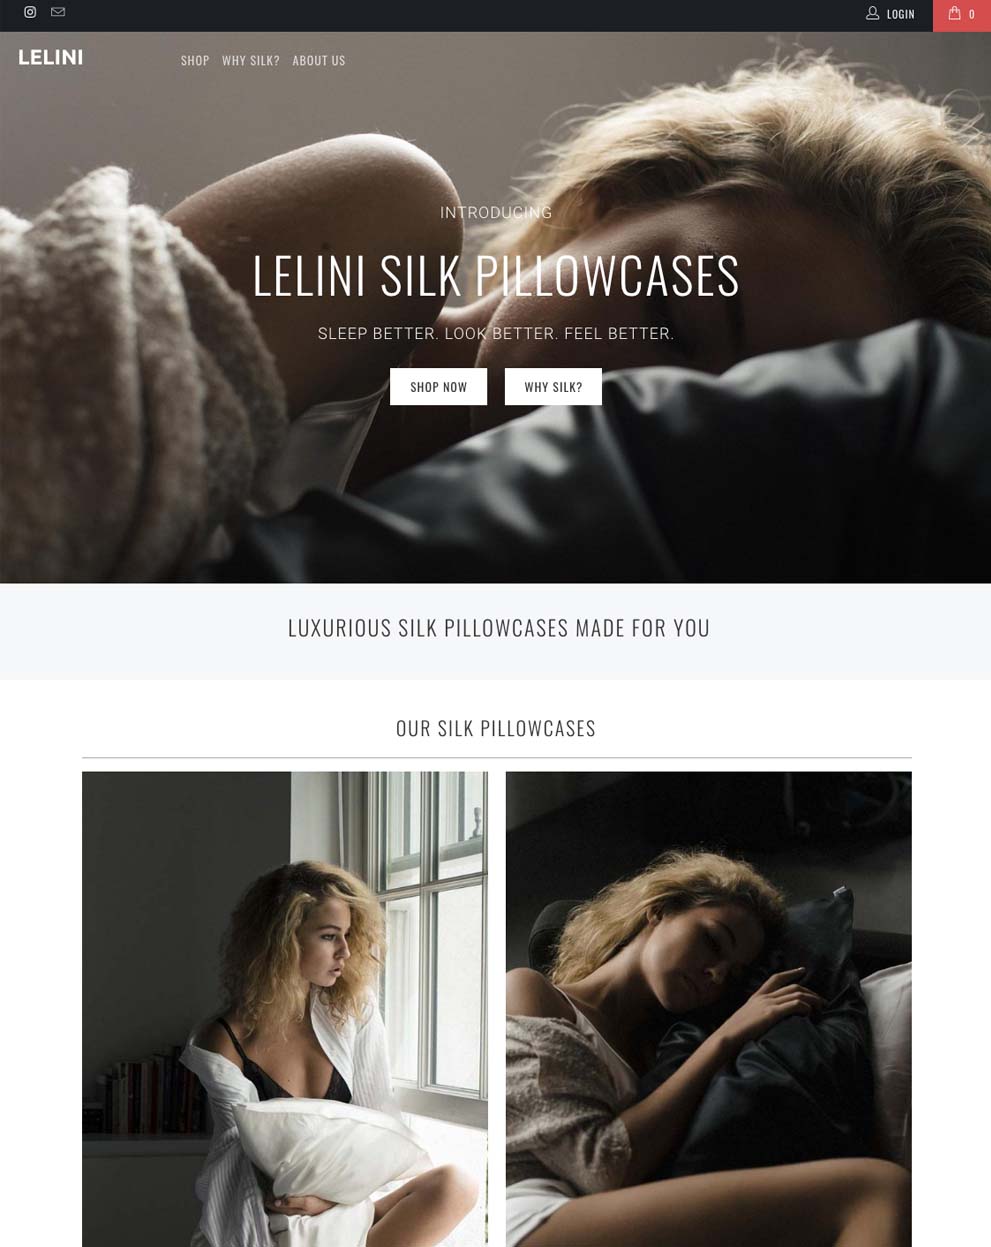 LOGIN
0
LELINI
SHOP
WHY SILK?
ABOUT US
INTRODUCING
LELINI SILK PILLOWCASES
SLEEP BETTER. LOOK BETTER. FEEL BETTER.
SHOP NOW
WHY SILK?
LUXURIOUS SILK PILLOWCASES MADE FOR YOU
OUR SILK PILLOWCASES